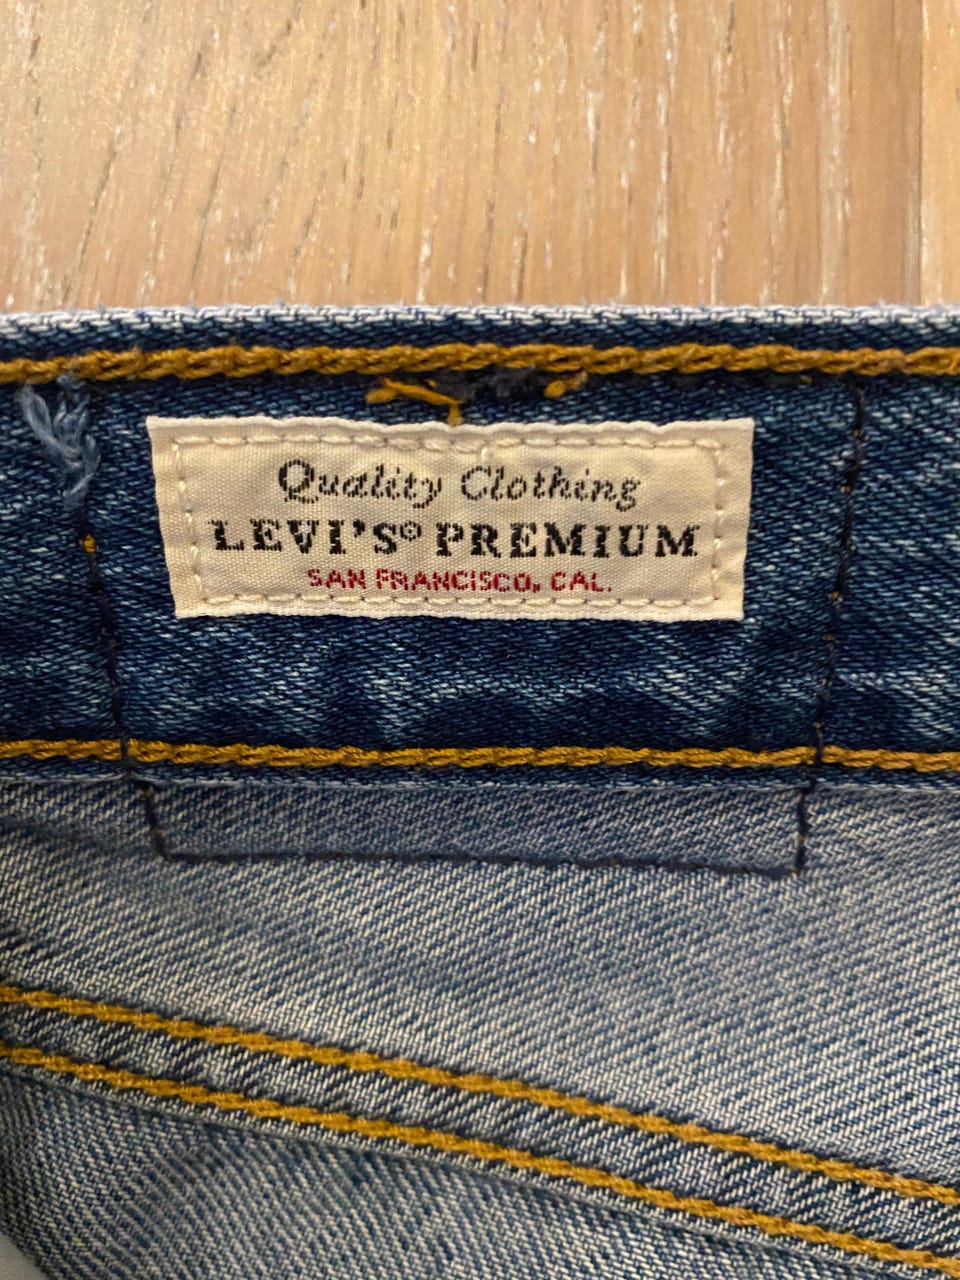 Quality Clothing
LEVI'S® PREMIUM
SAN FRANCISCO, CAL.